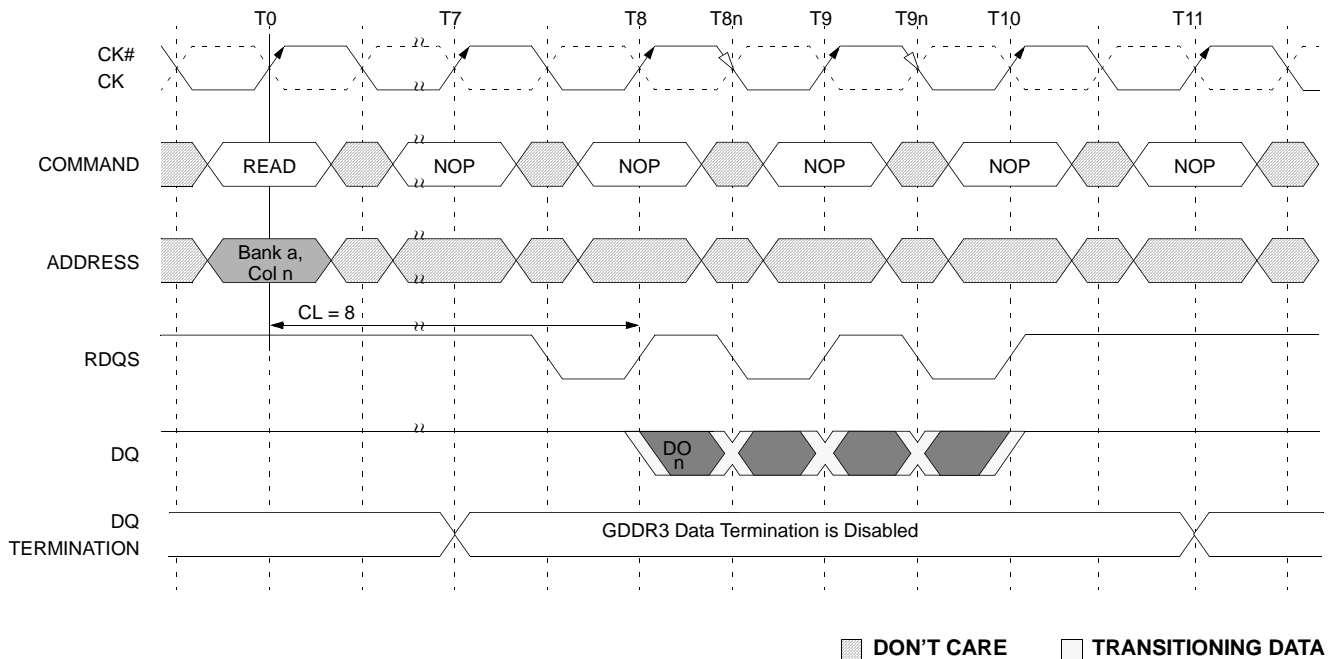 T0 T7 T8 T8n T9 T9n T10 T11
CK#
CK
COMMAND READ NOP NOP NOP NOP NOP
ADDRESS Bank a,
Col n
CL = 8
RDQS
DQ DO
n
DQ
TERMINATION GDDR3 Data Termination is Disabled
DON'T CARE TRANSITIONING DATA